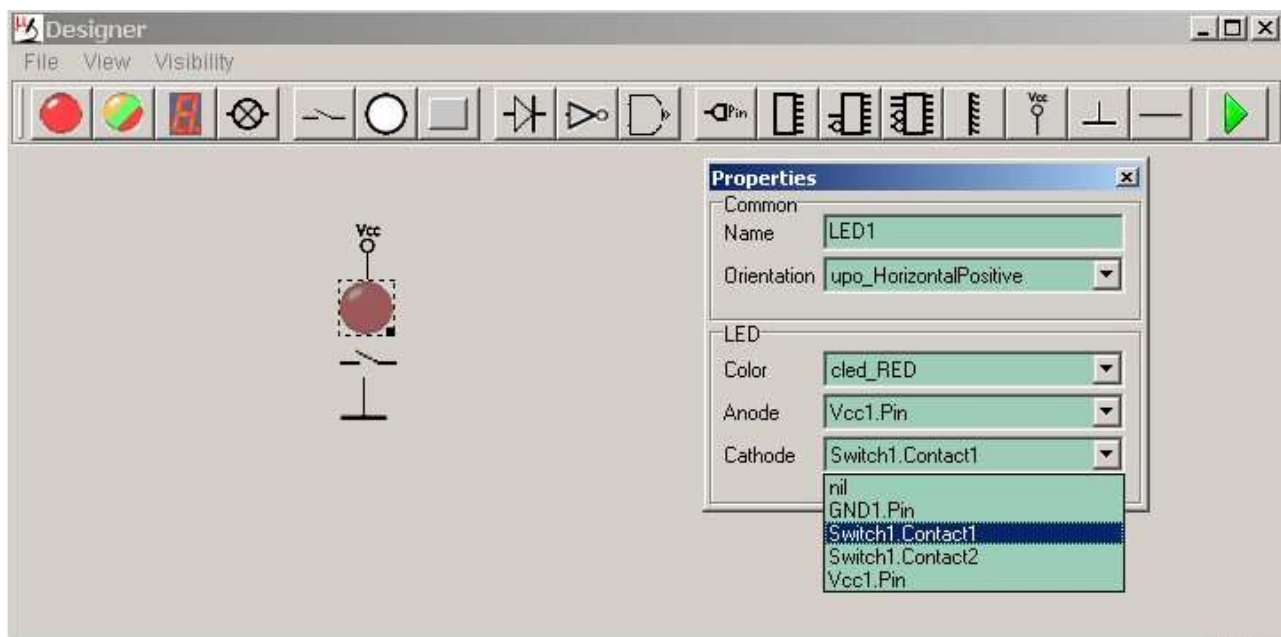 Designer
File View Visibility
Pin Vcc
Properties
Common
Name LED1
Orientation upo_HorizontalPositive
Vcc
LED
Color cled_RED
Anode Vcc1.Pin
Cathode Switch1.Contact1
nil
GND1.Pin
Switch1.Contact1
Switch1.Contact2
Vcc1.Pin